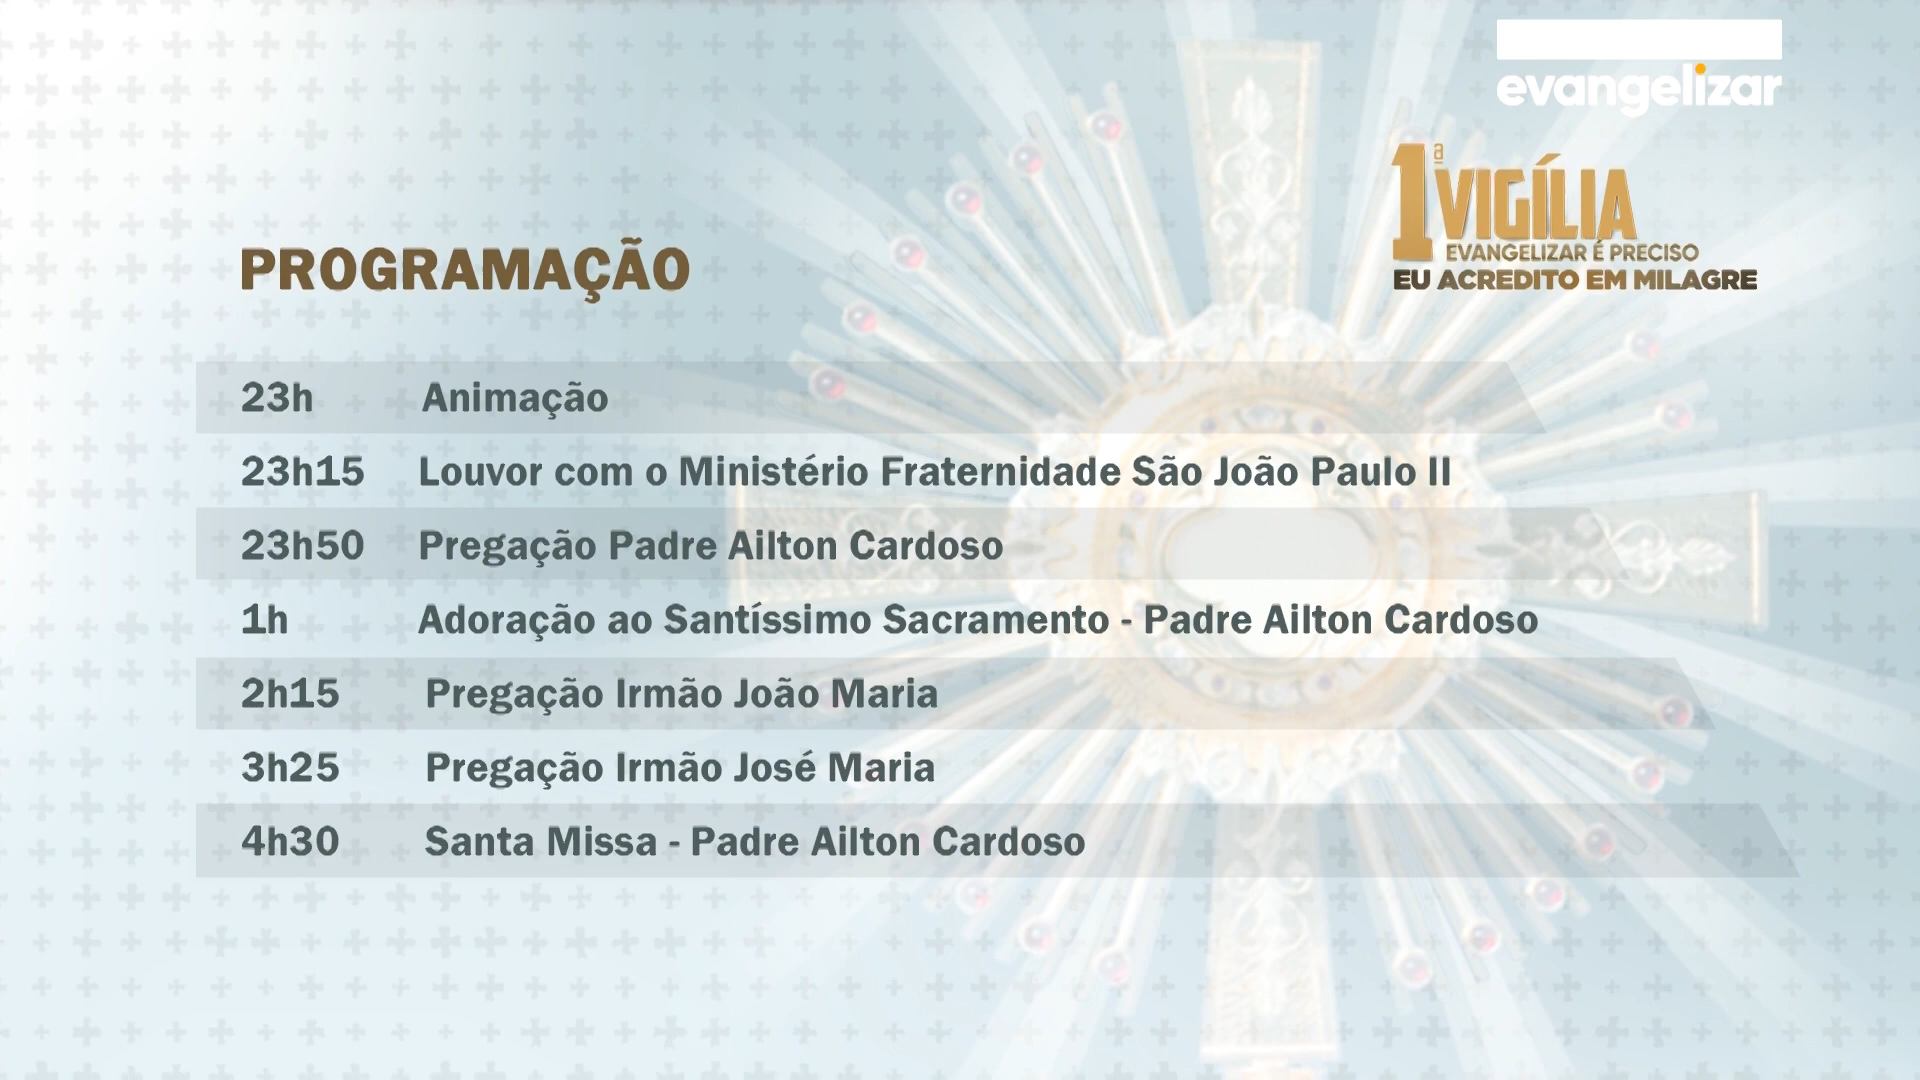 evangelizar
1ª VIGÍLIA
EVANGELIZAR É PRECISO
EU ACREDITO EM MILAGRE
PROGRAMAÇÃO
23h Animação
23h15 Louvor com o Ministério Fraternidade São João Paulo II
23h50 Pregação Padre Ailton Cardoso
1h Adoração ao Santíssimo Sacramento - Padre Ailton Cardoso
2h15 Pregação Irmão João Maria
3h25 Pregação Irmão José Maria
4h30 Santa Missa - Padre Ailton Cardoso